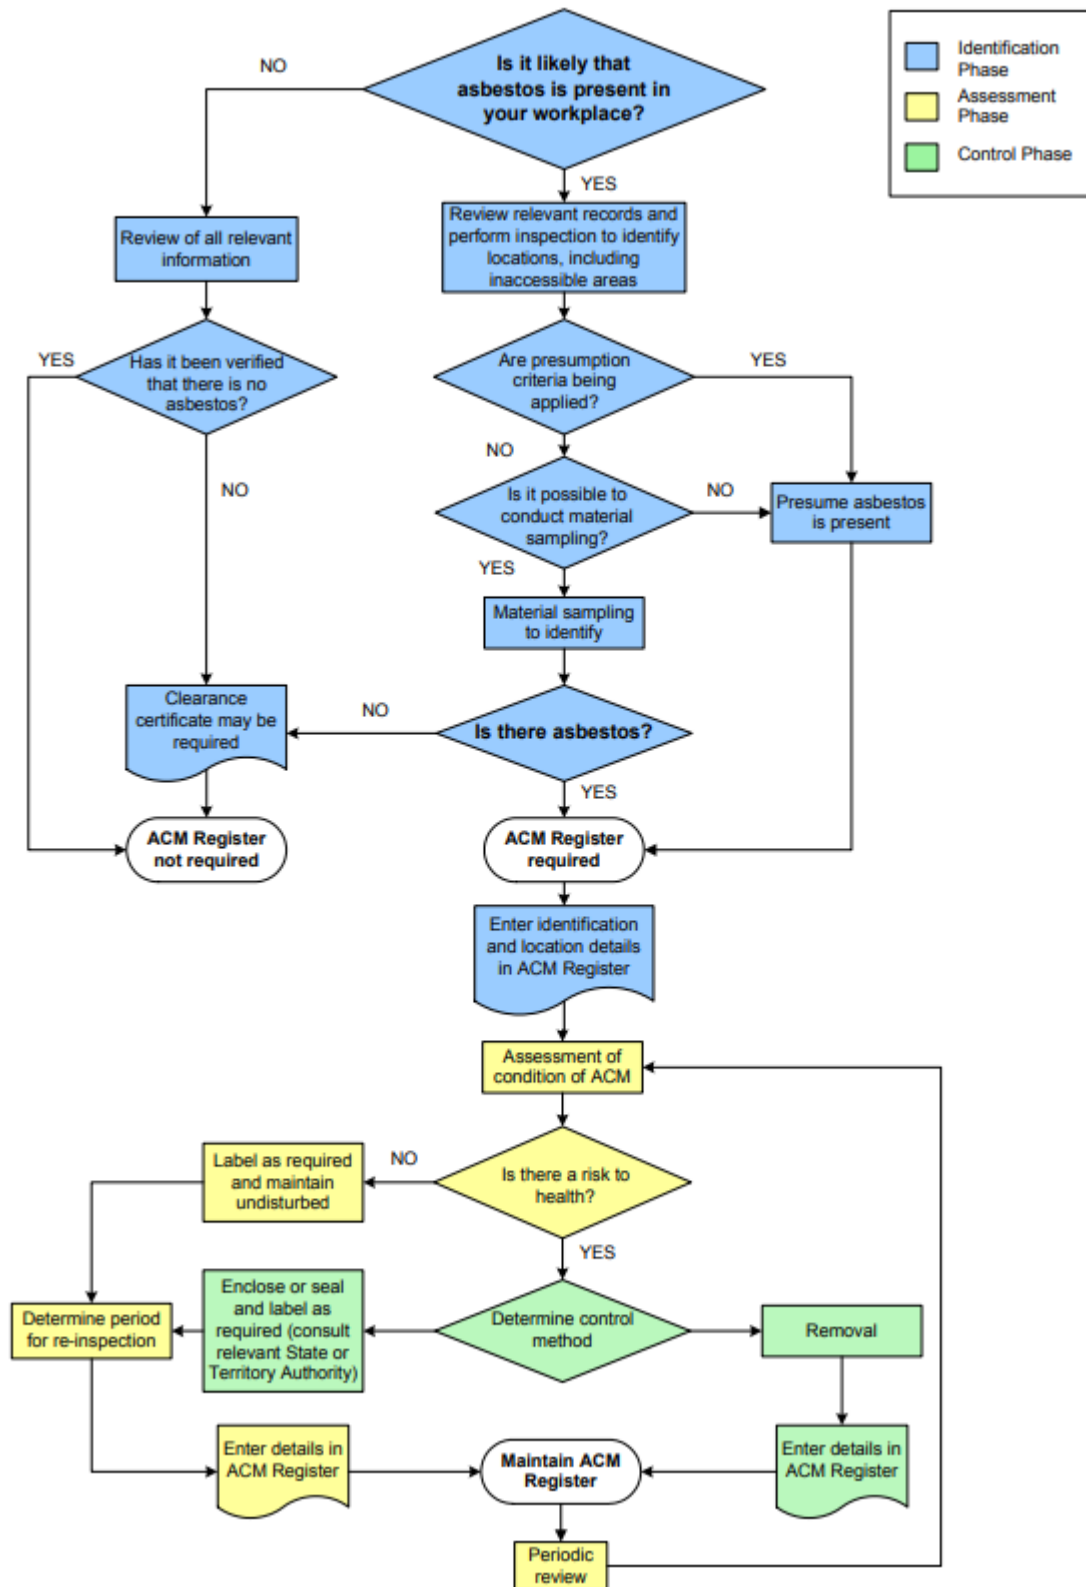 Is it likely that
asbestos is present in
your workplace?
NO
YES
Identification
Phase
Assessment
Phase
Control Phase
Review of all relevant
information
Review relevant records and
perform inspection to identify
locations, including
inaccessible areas
YES
Has it been verified
that there is no
asbestos?
NO
Are presumption
criteria being
applied?
YES
NO
Is it possible to
conduct material
sampling?
NO
Presume asbestos
is present
YES
Material sampling
to identify
Clearance
certificate may be
required
NO
Is there asbestos?
YES
ACM Register
not required
ACM Register
required
Enter identification
and location details
in ACM Register
Assessment of
condition of ACM
Label as required
and maintain
undisturbed
NO
Is there a risk to
health?
YES
Determine period
for re-inspection
Enclose or seal
and label as
required (consult
relevant State or
Territory Authority)
Determine control
method
Removal
Enter details in
ACM Register
Maintain ACM
Register
Enter details in
ACM Register
Periodic
review